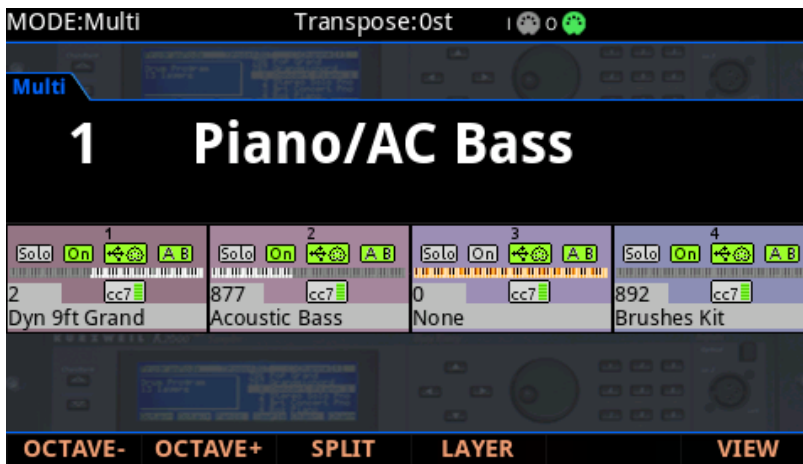 MODE:Multi Transpose:0st I O
Multi
1 Piano/AC Bass
1 2 3 4
Solo On A B Solo On A B Solo On A B Solo On A B
2 cc7 877 cc7 0 cc7 892 cc7
Dyn 9ft Grand Acoustic Bass None Brushes Kit
OCTAVE- OCTAVE+ SPLIT LAYER VIEW